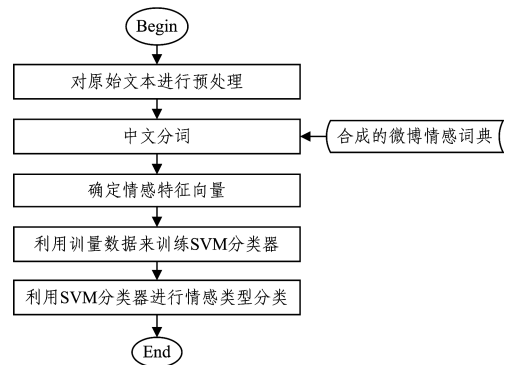 Begin
对原始文本进行预处理
中文分词
合成的微博情感词典
确定情感特征向量
利用训量数据来训练SVM分类器
利用SVM分类器进行情感类型分类
End